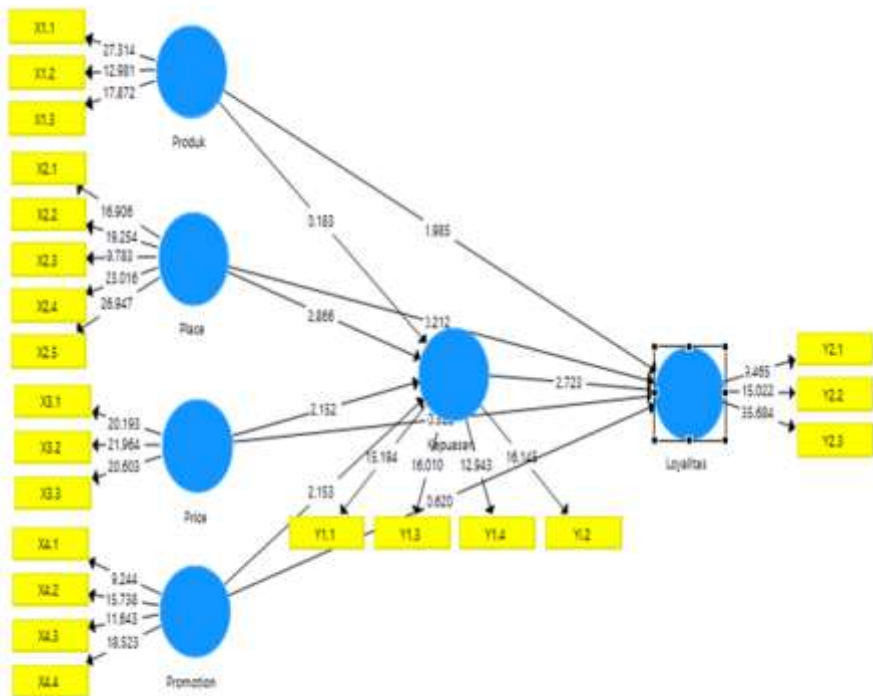 X1.1
27.314
X1.2
12.981
17.872
X1.3
Produk
X2.1
16.906
X2.2
19.254
X2.3
9.783
23.016
X2.4
26.947
X2.5
Place
0.183
1.985
2.866
0.212
2.723
X3.1
20.193
X3.2
21.964
20.603
X3.3
Price
2.152
Kepuasan
15.194
16.010
12.943
16.145
Y1.1
Y1.3
Y1.4
Yi.2
2.153
0.620
Loyalitas
9.465
Y2.1
15.022
Y2.2
35.684
Y2.3
X4.1
9.244
X4.2
15.738
11.643
X4.3
18.523
X4.4
Promotion